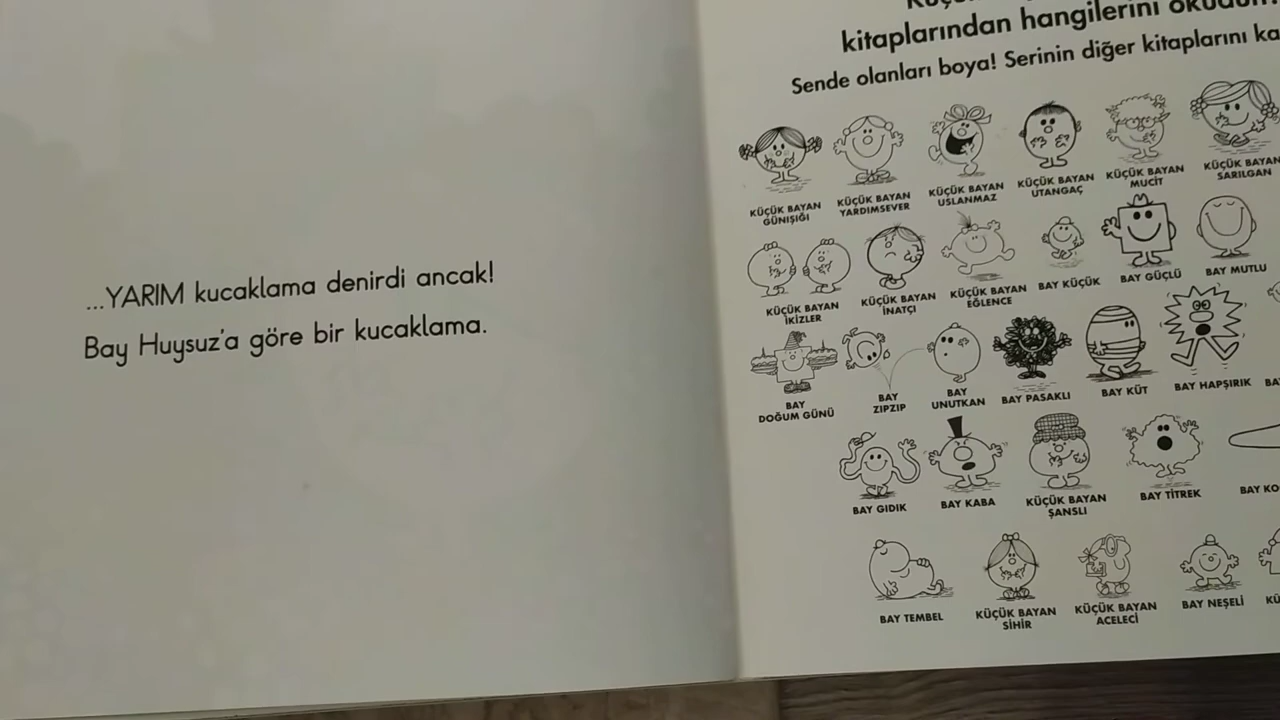 ...YARIM kucaklama denirdi ancak!
Bay Huysuz'a göre bir kucaklama.
kitaplarından hangilerini okudun?
Sende olanları boya! Serinin diğer kitaplarını
KÜÇÜK BAYAN
GÜNIŞIĞI
KÜÇÜK BAYAN
YARDIMSEVER
KÜÇÜK BAYAN
USLANMAZ
KÜÇÜK BAYAN
UTANGAÇ
KÜÇÜK BAYAN
MUCİT
KÜÇÜK BAYAN
SARILGAN
KÜÇÜK BAYAN
İKİZLER
KÜÇÜK BAYAN
İNATÇI
KÜÇÜK BAYAN
EĞLENCE
BAY KÜÇÜK
BAY GÜÇLÜ
BAY MUTLU
BAY
DOĞUM GÜNÜ
BAY
ZIPZIP
BAY
UNUTKAN
BAY PASAKLI
BAY KÜT
BAY HAPŞIRIK
BAY GIDIK
BAY KABA
KÜÇÜK BAYAN
ŞANSLI
BAY TİTREK
BAY
BAY TEMBEL
KÜÇÜK BAYAN
SİHİR
KÜÇÜK BAYAN
ACELECİ
BAY NEŞELİ